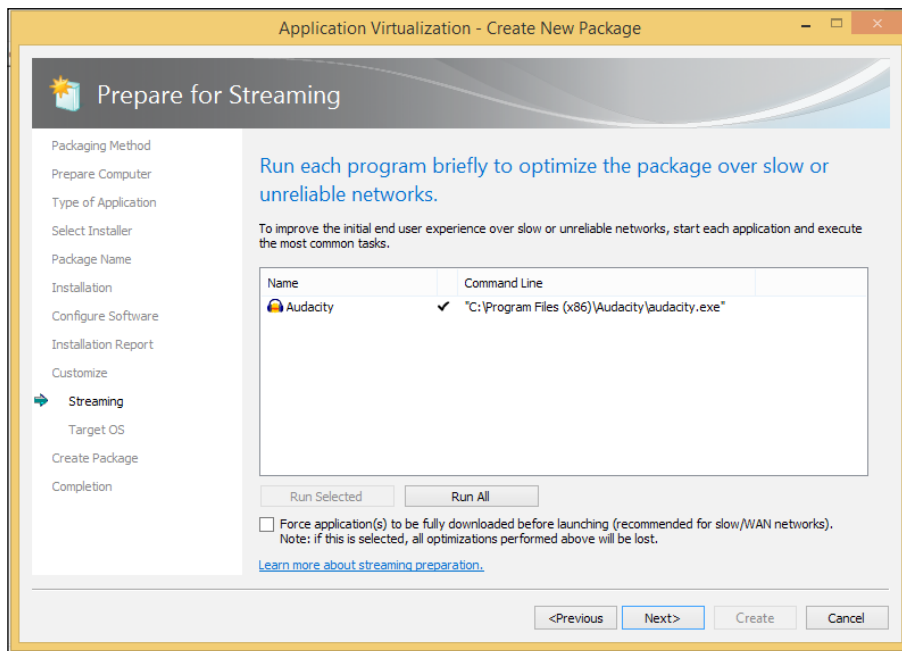 Application Virtualization - Create New Package
Prepare for Streaming
Packaging Method
Prepare Computer
Type of Application
Select Installer
Package Name
Installation
Configure Software
Installation Report
Customize
Streaming
Target OS
Create Package
Completion
Run each program briefly to optimize the package over slow or
unreliable networks.
To improve the initial end user experience over slow or unreliable networks, start each application and execute
the most common tasks.
Name Command Line
Audacity "C:\Program Files (x86)\Audacity\audacity.exe"
Run Selected Run All
Force application(s) to be fully downloaded before launching (recommended for slow/WAN networks).
Note: if this is selected, all optimizations performed above will be lost.
Learn more about streaming preparation.
<Previous Next> Create Cancel